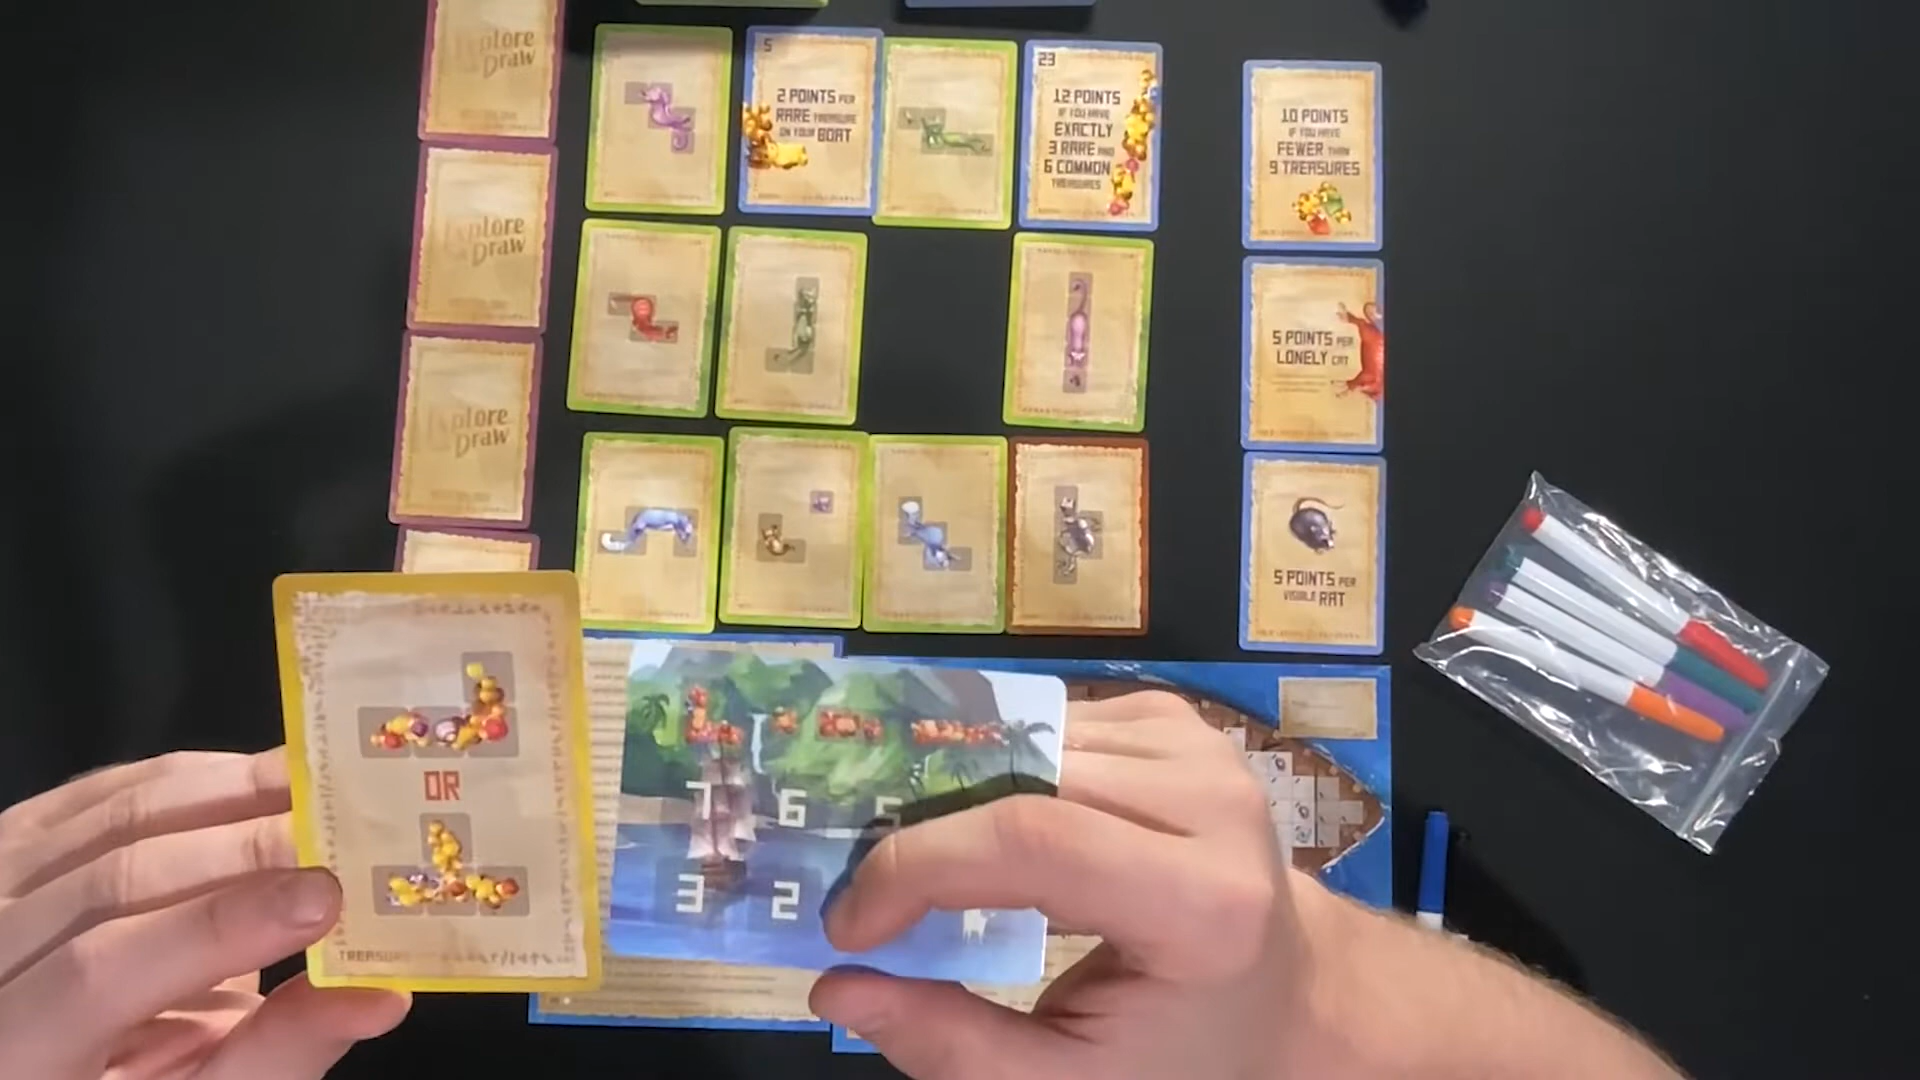 Explore
Draw
Explore
Draw
Explore
Draw
5
2 POINTS PER
RARE TREASURE
ON YOUR BOAT
23
12 POINTS
IF YOU HAVE
EXACTLY
3 RARE AND
6 COMMON
TREASURES
10 POINTS
IF YOU HAVE
FEWER THAN
9 TREASURES
5 POINTS PER
LONELY CAT
5 POINTS PER
VISIBLE RAT
OR
TREASURE
7 6 5
3 2